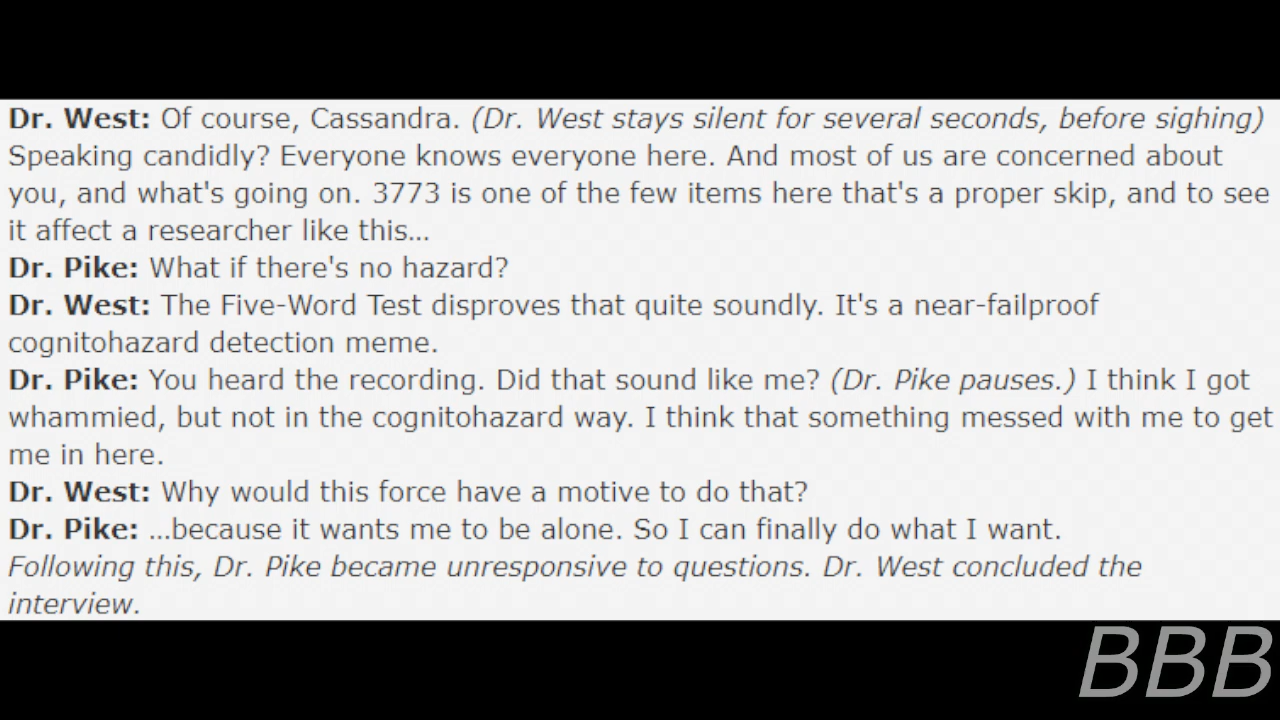 Dr. West: Of course, Cassandra. (Dr. West stays silent for several seconds, before sighing)
Speaking candidly? Everyone knows everyone here. And most of us are concerned about
you, and what's going on. 3773 is one of the few items here that's a proper skip, and to see
it affect a researcher like this...
Dr. Pike: What if there's no hazard?
Dr. West: The Five-Word Test disproves that quite soundly. It's a near-failproof
cognitohazard detection meme.
Dr. Pike: You heard the recording. Did that sound like me? (Dr. Pike pauses.) I think I got
whammied, but not in the cognitohazard way. I think that something messed with me to get
me in here.
Dr. West: Why would this force have a motive to do that?
Dr. Pike: ...because it wants me to be alone. So I can finally do what I want.
Following this, Dr. Pike became unresponsive to questions. Dr. West concluded the
interview.
BBB